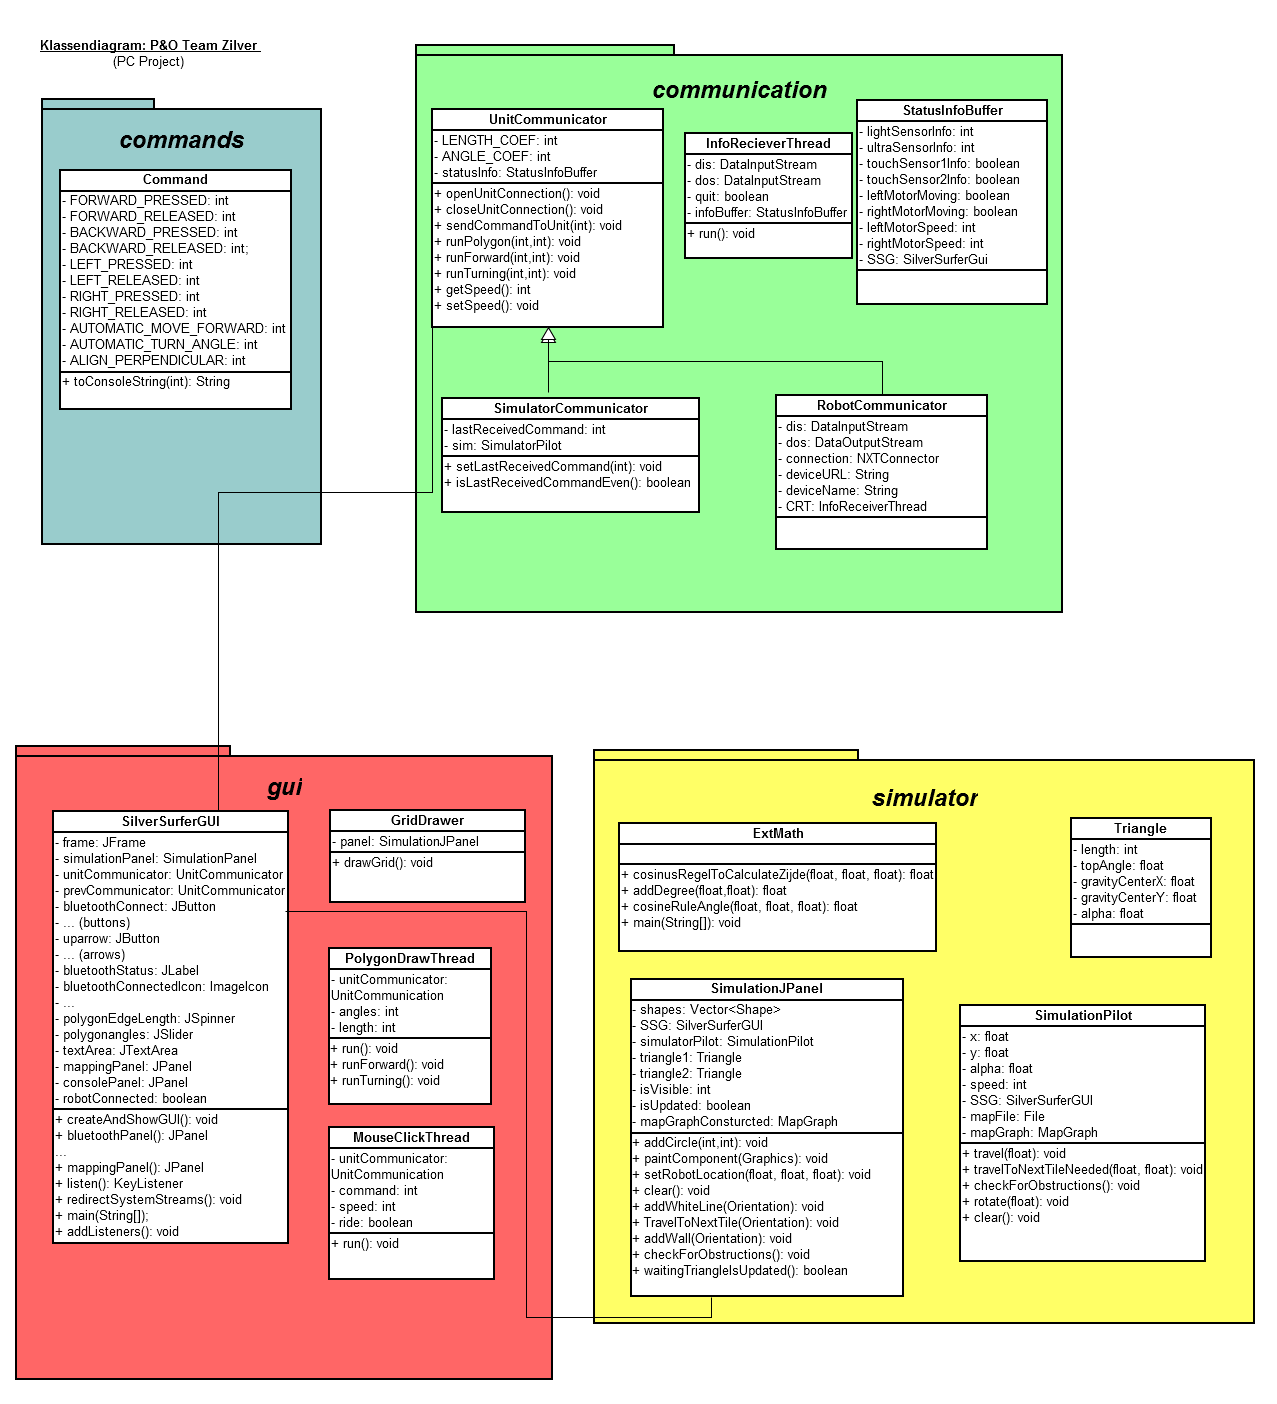 Klassendiagram: P&O Team Zilver
(PC Project)
commands
Command
- FORWARD_PRESSED: int
- FORWARD_RELEASED: int
- BACKWARD_PRESSED: int
- BACKWARD_RELEASED: int;
- LEFT_PRESSED: int
- LEFT_RELEASED: int
- RIGHT_PRESSED: int
- RIGHT_RELEASED: int
- AUTOMATIC_MOVE_FORWARD: int
- AUTOMATIC_TURN_ANGLE: int
- ALIGN_PERPENDICULAR: int
+ toConsoleString(int): String
communication
UnitCommunicator
- LENGTH_COEF: int
- ANGLE_COEF: int
- statusInfo: StatusInfoBuffer
+ openUnitConnection(): void
+ closeUnitConnection(): void
+ sendCommandToUnit(int): void
+ runPolygon(int,int): void
+ runForward(int,int): void
+ runTurning(int,int): void
+ getSpeed(): int
+ setSpeed(): void
InfoRecieverThread
- dis: DataInputStream
- dos: DataInputStream
- quit: boolean
- infoBuffer: StatusInfoBuffer
+ run(): void
StatusInfoBuffer
- lightSensorInfo: int
- ultraSensorInfo: int
- touchSensor1Info: boolean
- touchSensor2Info: boolean
- leftMotorMoving: boolean
- rightMotorMoving: boolean
- leftMotorSpeed: int
- rightMotorSpeed: int
- SSG: SilverSurferGui
SimulatorCommunicator
- lastReceivedCommand: int
- sim: SimulatorPilot
+ setLastReceivedCommand(int): void
+ isLastReceivedCommandEven(): boolean
RobotCommunicator
- dis: DataInputStream
- dos: DataOutputStream
- connection: NXTConnector
- deviceURL: String
- deviceName: String
- CRT: InfoReceiverThread
gui
SilverSurferGUI
- frame: JFrame
- simulationPanel: SimulationPanel
- unitCommunicator: UnitCommunicator
- prevCommunicator: UnitCommunicator
- bluetoothConnect: JButton
- ... (buttons)
- uparrow: JButton
- ... (arrows)
- bluetoothStatus: JLabel
- bluetoothConnectedIcon: ImageIcon
- ...
- polygonEdgeLength: JSpinner
- polygonangles: JSlider
- textArea: JTextArea
- mappingPanel: JPanel
- consolePanel: JPanel
- robotConnected: boolean
+ createAndShowGUI(): void
+ bluetoothPanel(): JPanel
...
+ mappingPanel(): JPanel
+ listen(): KeyListener
+ redirectSystemStreams(): void
+ main(String[]);
+ addListeners(): void
GridDrawer
- panel: SimulationJPanel
+ drawGrid(): void
PolygonDrawThread
- unitCommunicator:
UnitCommunication
- angles: int
- length: int
+ run(): void
+ runForward(): void
+ runTurning(): void
MouseClickThread
- unitCommunicator:
UnitCommunication
- command: int
- speed: int
- ride: boolean
+ run(): void
simulator
ExtMath
+ cosinusRegelToCalculateZijde(float, float, float): float
+ addDegree(float,float): float
+ cosineRuleAngle(float, float, float): float
+ main(String[]): void
Triangle
- length: int
- topAngle: float
- gravityCenterX: float
- gravityCenterY: float
- alpha: float
SimulationJPanel
- shapes: Vector<Shape>
- SSG: SilverSurferGUI
- simulatorPilot: SimulationPilot
- triangle1: Triangle
- triangle2: Triangle
- isVisible: int
- isUpdated: boolean
- mapGraphConsturcted: MapGraph
+ addCircle(int,int): void
+ paintComponent(Graphics): void
+ setRobotLocation(float, float, float): void
+ clear(): void
+ addWhiteLine(Orientation): void
+ TravelToNextTile(Orientation): void
+ addWall(Orientation): void
+ checkForObstructions(): void
+ waitingTriangleIsUpdated(): boolean
SimulationPilot
- x: float
- y: float
- alpha: float
- speed: int
- SSG: SilverSurferGUI
- mapFile: File
- mapGraph: MapGraph
+ travel(float): void
+ travelToNextTileNeeded(float, float): void
+ checkForObstructions(): void
+ rotate(float): void
+ clear(): void